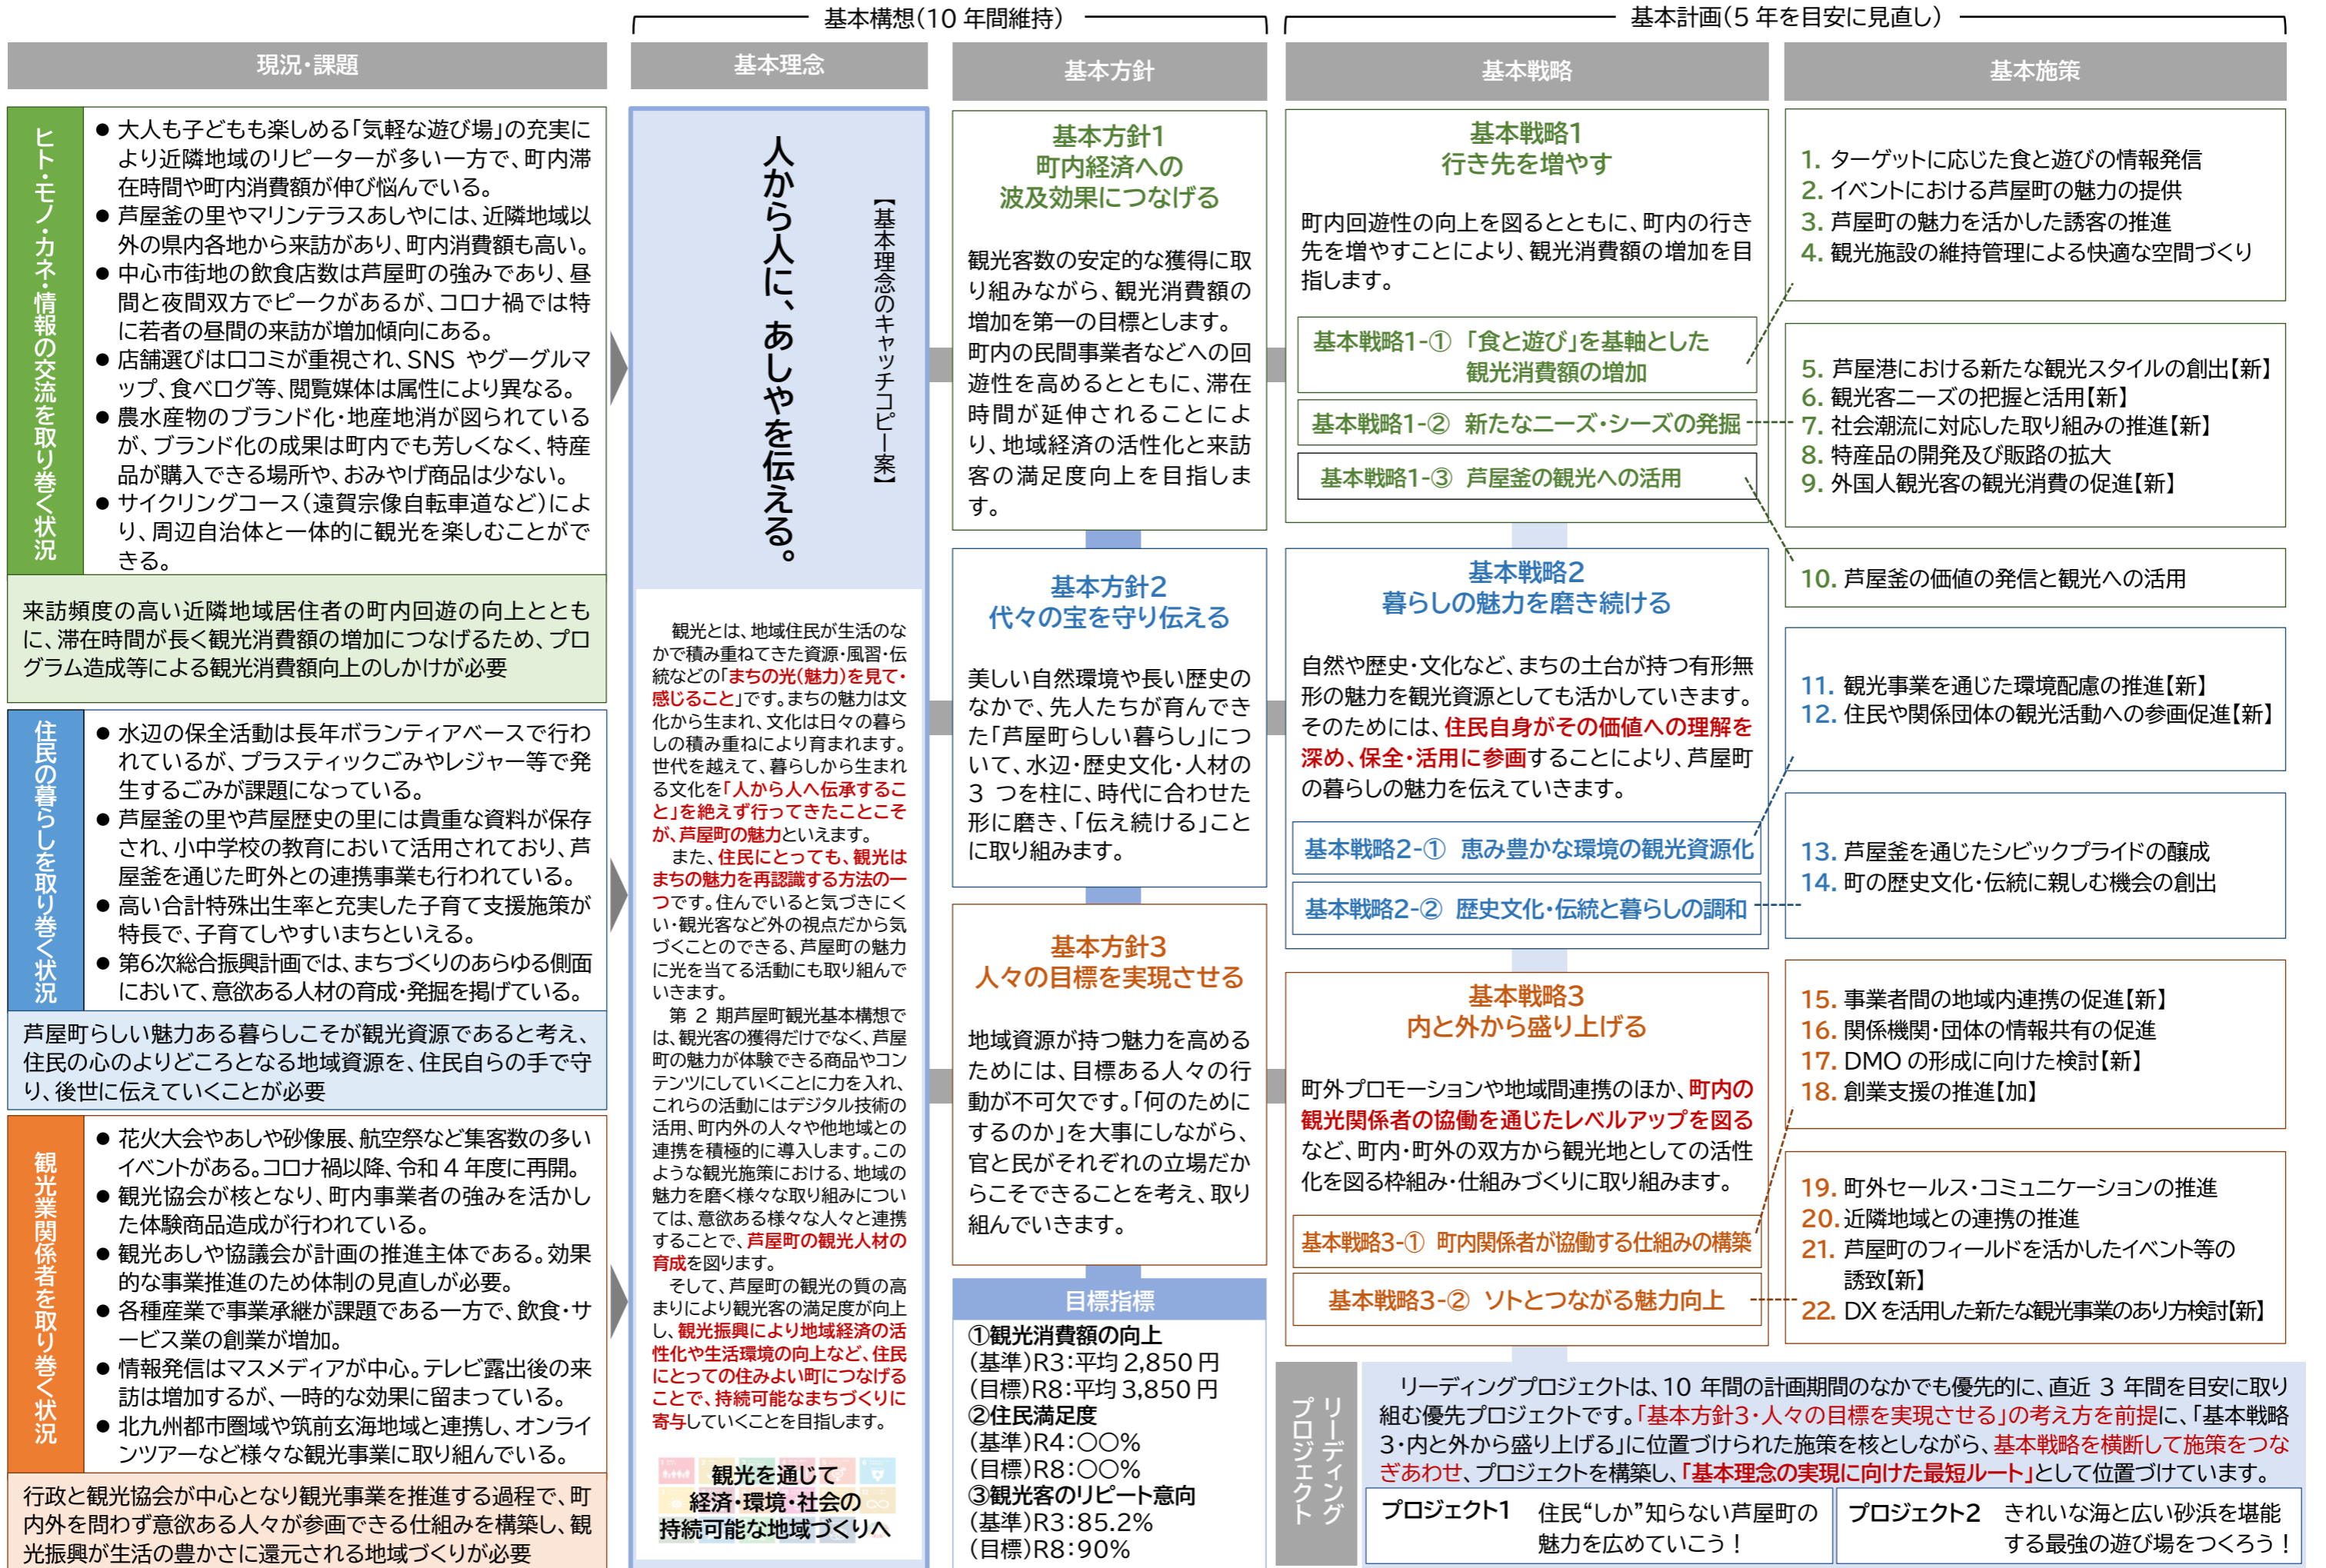 基本構想(10 年間維持)
基本計画(5 年を目安に見直し)
現況・課題
基本理念
基本方針
基本戦略
基本施策
ヒト・モノ・カネ・情報の交流を取り巻く状況
● 大人も子どもも楽しめる「気軽な遊び場」の充実に
より近隣地域のリピーターが多い一方で、町内滞
在時間や町内消費額が伸び悩んでいる。
● 芦屋釜の里やマリンテラスあしやには、近隣地域以
外の県内各地から来訪があり、町内消費額も高い。
● 中心市街地の飲食店数は芦屋町の強みであり、昼
間と夜間双方でピークがあるが、コロナ禍では特
に若者の昼間の来訪が増加傾向にある。
● 店舗選びは口コミが重視され、SNS やグーグルマ
ップ、食べログ等、閲覧媒体は属性により異なる。
● 農水産物のブランド化・地産地消が図られている
が、ブランド化の成果は町内でも芳しくなく、特産
品が購入できる場所や、おみやげ商品は少ない。
● サイクリングコース(遠賀宗像自転車道など)によ
り、周辺自治体と一体的に観光を楽しむことがで
きる。
来訪頻度の高い近隣地域居住者の町内回遊の向上ととも
に、滞在時間が長く観光消費額の増加につなげるため、プロ
グラム造成等による観光消費額向上のしかけが必要
住民の暮らしを取り巻く状況
● 水辺の保全活動は長年ボランティアベースで行わ
れているが、プラスティックごみやレジャー等で発
生するごみが課題になっている。
● 芦屋釜の里や芦屋歴史の里には貴重な資料が保存
され、小中学校の教育において活用されており、芦
屋釜を通じた町外との連携事業も行われている。
● 高い合計特殊出生率と充実した子育て支援施策が
特長で、子育てしやすいまちといえる。
● 第6次総合振興計画では、まちづくりのあらゆる側面
において、意欲ある人材の育成・発掘を掲げている。
芦屋町らしい魅力ある暮らしこそが観光資源であると考え、
住民の心のよりどころとなる地域資源を、住民自らの手で守
り、後世に伝えていくことが必要
観光業関係者を取り巻く状況
● 花火大会やあしや砂像展、航空祭など集客数の多い
イベントがある。コロナ禍以降、令和 4 年度に再開。
● 観光協会が核となり、町内事業者の強みを活かし
た体験商品造成が行われている。
● 観光あしや協議会が計画の推進主体である。効果
的な事業推進のため体制の見直しが必要。
● 各種産業で事業承継が課題である一方で、飲食・サ
ービス業の創業が増加。
● 情報発信はマスメディアが中心。テレビ露出後の来
訪は増加するが、一時的な効果に留まっている。
● 北九州都市圏域や筑前玄海地域と連携し、オンライ
ンツアーなど様々な観光事業に取り組んでいる。
行政と観光協会が中心となり観光事業を推進する過程で、町
内外を問わず意欲ある人々が参画できる仕組みを構築し、観
光振興が生活の豊かさに還元される地域づくりが必要
【基本理念のキャッチコピー案】
人から人に、あしやを伝える。
観光とは、地域住民が生活のな
かで積み重ねてきた資源・風習・伝
統などの「まちの光(魅力)を見て・
感じること」です。まちの魅力は文
化から生まれ、文化は日々の暮ら
しの積み重ねにより育まれます。
世代を越えて、暮らしから生まれ
る文化を「人から人へ伝承するこ
と」を絶えず行ってきたことこそ
が、芦屋町の魅力といえます。
また、住民にとっても、観光は
まちの魅力を再認識する方法の一
つです。住んでいると気づきにく
い・観光客など外の視点だから気
づくことのできる、芦屋町の魅力
に光を当てる活動にも取り組んで
いきます。
第 2 期芦屋町観光基本構想で
は、観光客の獲得だけでなく、芦屋
町の魅力が体験できる商品やコン
テンツにしていくことに力を入れ、
これらの活動にはデジタル技術の
活用、町内外の人々や他地域との
連携を積極的に導入します。この
ような観光施策における、地域の
魅力を磨く様々な取り組みについ
ては、意欲ある様々な人々と連携
することで、芦屋町の観光人材の
育成を図ります。
そして、芦屋町の観光の質の高
まりにより観光客の満足度が向上
し、観光振興により地域経済の活
性化や生活環境の向上など、住民
にとっての住みよい町につなげる
ことで、持続可能なまちづくりに
寄与していくことを目指します。
観光を通じて
経済・環境・社会の
持続可能な地域づくりへ
基本方針1
町内経済への
波及効果につなげる
観光客数の安定的な獲得に取
り組みながら、観光消費額の
増加を第一の目標とします。
町内の民間事業者などへの回
遊性を高めるとともに、滞在
時間が延伸されることによ
り、地域経済の活性化と来訪
客の満足度向上を目指しま
す。
基本方針2
代々の宝を守り伝える
美しい自然環境や長い歴史の
なかで、先人たちが育んでき
た「芦屋町らしい暮らし」につ
いて、水辺・歴史文化・人材の
3 つを柱に、時代に合わせた
形に磨き、「伝え続ける」こと
に取り組みます。
基本方針3
人々の目標を実現させる
地域資源が持つ魅力を高める
ためには、目標ある人々の行
動が不可欠です。「何のために
するのか」を大事にしながら、
官と民がそれぞれの立場だか
らこそできることを考え、取り
組んでいきます。
目標指標
①観光消費額の向上
(基準)R3:平均 2,850 円
(目標)R8:平均 3,850 円
②住民満足度
(基準)R4:〇〇%
(目標)R8:〇〇%
③観光客のリピート意向
(基準)R3:85.2%
(目標)R8:90%
基本戦略1
行き先を増やす
町内回遊性の向上を図るとともに、町内の行き
先を増やすことにより、観光消費額の増加を目
指します。
基本戦略1-① 「食と遊び」を基軸とした
観光消費額の増加
基本戦略1-② 新たなニーズ・シーズの発掘
基本戦略1-③ 芦屋釜の観光への活用
基本戦略2
暮らしの魅力を磨き続ける
自然や歴史・文化など、まちの土台が持つ有形無
形の魅力を観光資源としても活かしていきます。
そのためには、住民自身がその価値への理解を
深め、保全・活用に参画することにより、芦屋町
の暮らしの魅力を伝えていきます。
基本戦略2-① 恵み豊かな環境の観光資源化
基本戦略2-② 歴史文化・伝統と暮らしの調和
基本戦略3
内と外から盛り上げる
町外プロモーションや地域間連携のほか、町内の
観光関係者の協働を通じたレベルアップを図る
など、町内・町外の双方から観光地としての活性
化を図る枠組み・仕組みづくりに取り組みます。
基本戦略3-① 町内関係者が協働する仕組みの構築
基本戦略3-② ソトとつながる魅力向上
1. ターゲットに応じた食と遊びの情報発信
2. イベントにおける芦屋町の魅力の提供
3. 芦屋町の魅力を活かした誘客の推進
4. 観光施設の維持管理による快適な空間づくり
5. 芦屋港における新たな観光スタイルの創出【新】
6. 観光客ニーズの把握と活用【新】
7. 社会潮流に対応した取り組みの推進【新】
8. 特産品の開発及び販路の拡大
9. 外国人観光客の観光消費の促進【新】
10. 芦屋釜の価値の発信と観光への活用
11. 観光事業を通じた環境配慮の推進【新】
12. 住民や関係団体の観光活動への参画促進【新】
13. 芦屋釜を通じたシビックプライドの醸成
14. 町の歴史文化・伝統に親しむ機会の創出
15. 事業者間の地域内連携の促進【新】
16. 関係機関・団体の情報共有の促進
17. DMO の形成に向けた検討【新】
18. 創業支援の推進【加】
19. 町外セールス・コミュニケーションの推進
20. 近隣地域との連携の推進
21. 芦屋町のフィールドを活かしたイベント等の
誘致【新】
22. DX を活用した新たな観光事業のあり方検討【新】
リーディング
プロジェクト
リーディングプロジェクトは、10 年間の計画期間のなかでも優先的に、直近 3 年間を目安に取り
組む優先プロジェクトです。「基本方針3・人々の目標を実現させる」の考え方を前提に、「基本戦略
3・内と外から盛り上げる」に位置づけられた施策を核としながら、基本戦略を横断して施策をつな
ぎあわせ、プロジェクトを構築し、「基本理念の実現に向けた最短ルート」として位置づけています。
プロジェクト1 住民“しか”知らない芦屋町の
魅力を広めていこう！
プロジェクト2 きれいな海と広い砂浜を堪能
する最強の遊び場をつくろう！